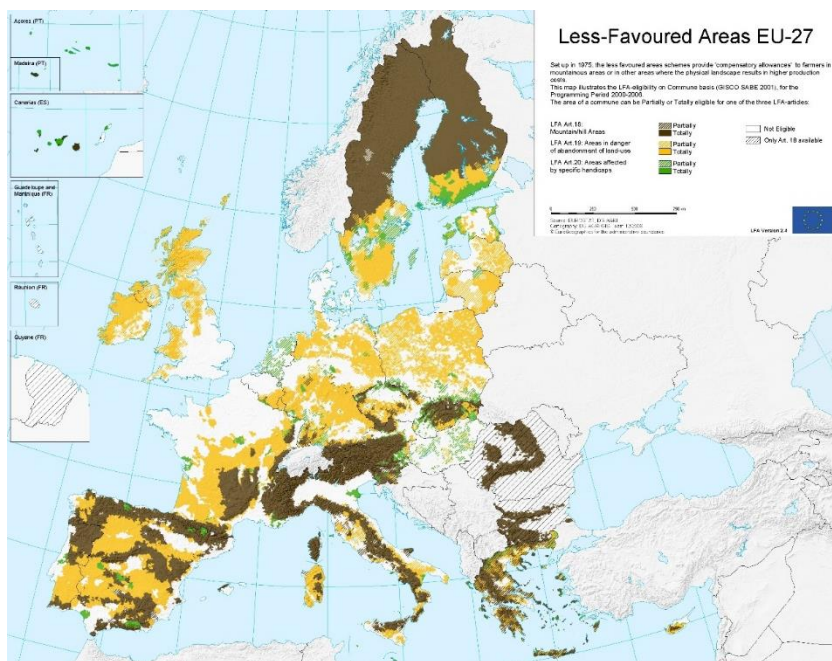 Açores (PT)
Madeira (PT)
Canarias (ES)
Guadeloupe and
Martinique (FR)
Réunion (FR)
Guyane (FR)
Less-Favoured Areas EU-27
Set up in 1975, the less favoured areas schemes provide 'compensatory allowances' to farmers in
mountainous areas or in other areas where the physical landscape results in higher production
costs.
This map illustrates the LFA-eligibility on Commune basis (GISCO SABE 2001), for the
Programming Period 2000-2006.
The area of a commune can be Partially or Totally eligible for one of the three LFA-articles:
LFA Art.18:
Mountain/hill Areas
Partially
Totally
LFA Art.19: Areas in danger
of abandonment of land-use
Partially
Totally
LFA Art.20: Areas affected
by specific handicaps
Partially
Totally
Not Eligible
Only Art. 18 available
0